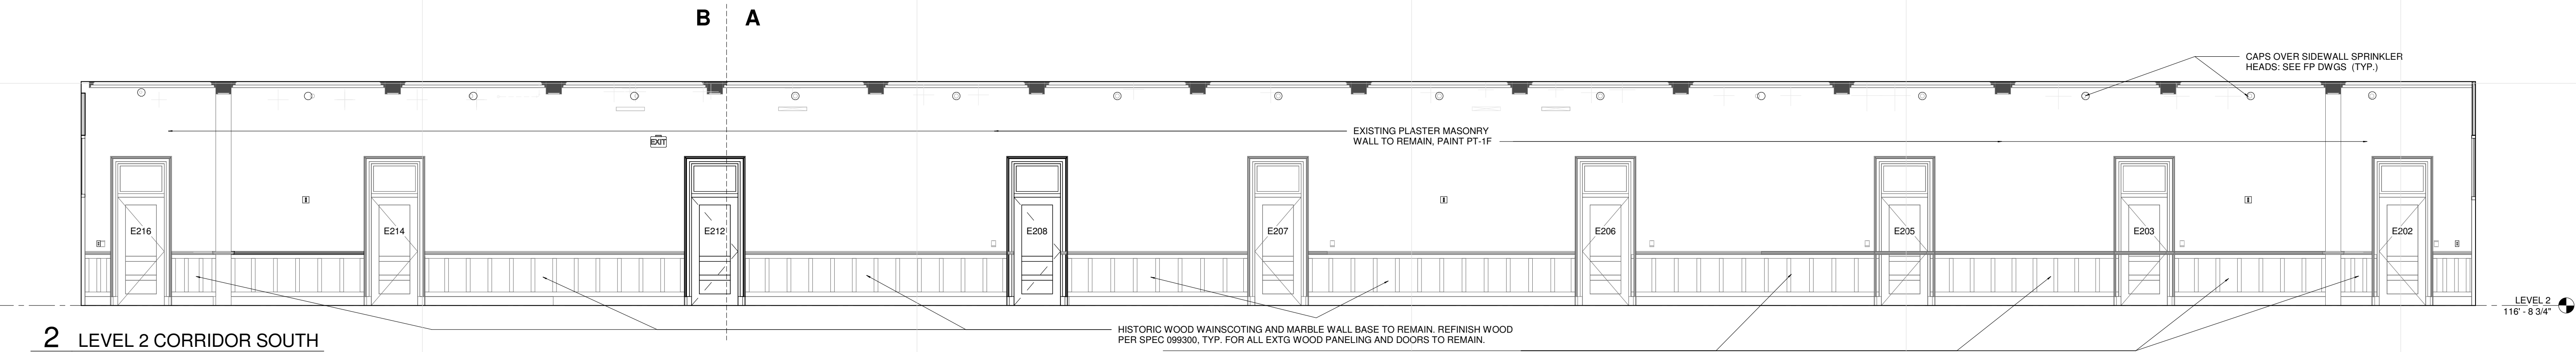 B A
CAPS OVER SIDEWALL SPRINKLER
HEADS: SEE FP DWGS (TYP.)
EXISTING PLASTER MASONRY
WALL TO REMAIN, PAINT PT-1F
EXIT
E216
E214
E212
E208
E207
E206
E205
E203
E202
LEVEL 2
116' - 8 3/4"
HISTORIC WOOD WAINSCOTING AND MARBLE WALL BASE TO REMAIN. REFINISH WOOD
PER SPEC 099300, TYP. FOR ALL EXTG WOOD PANELING AND DOORS TO REMAIN.
2 LEVEL 2 CORRIDOR SOUTH